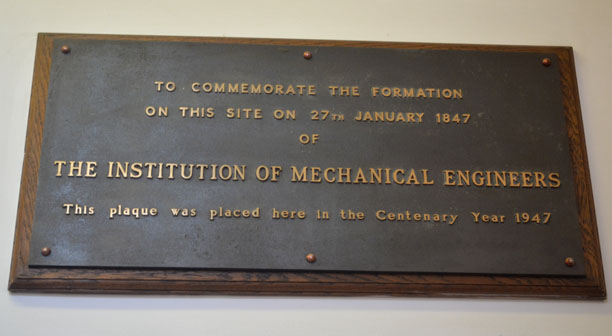 TO COMMEMORATE THE FORMATION
ON THIS SITE ON 27TH JANUARY 1847
OF
THE INSTITUTION OF MECHANICAL ENGINEERS
This plaque was placed here in the Centenary Year 1947